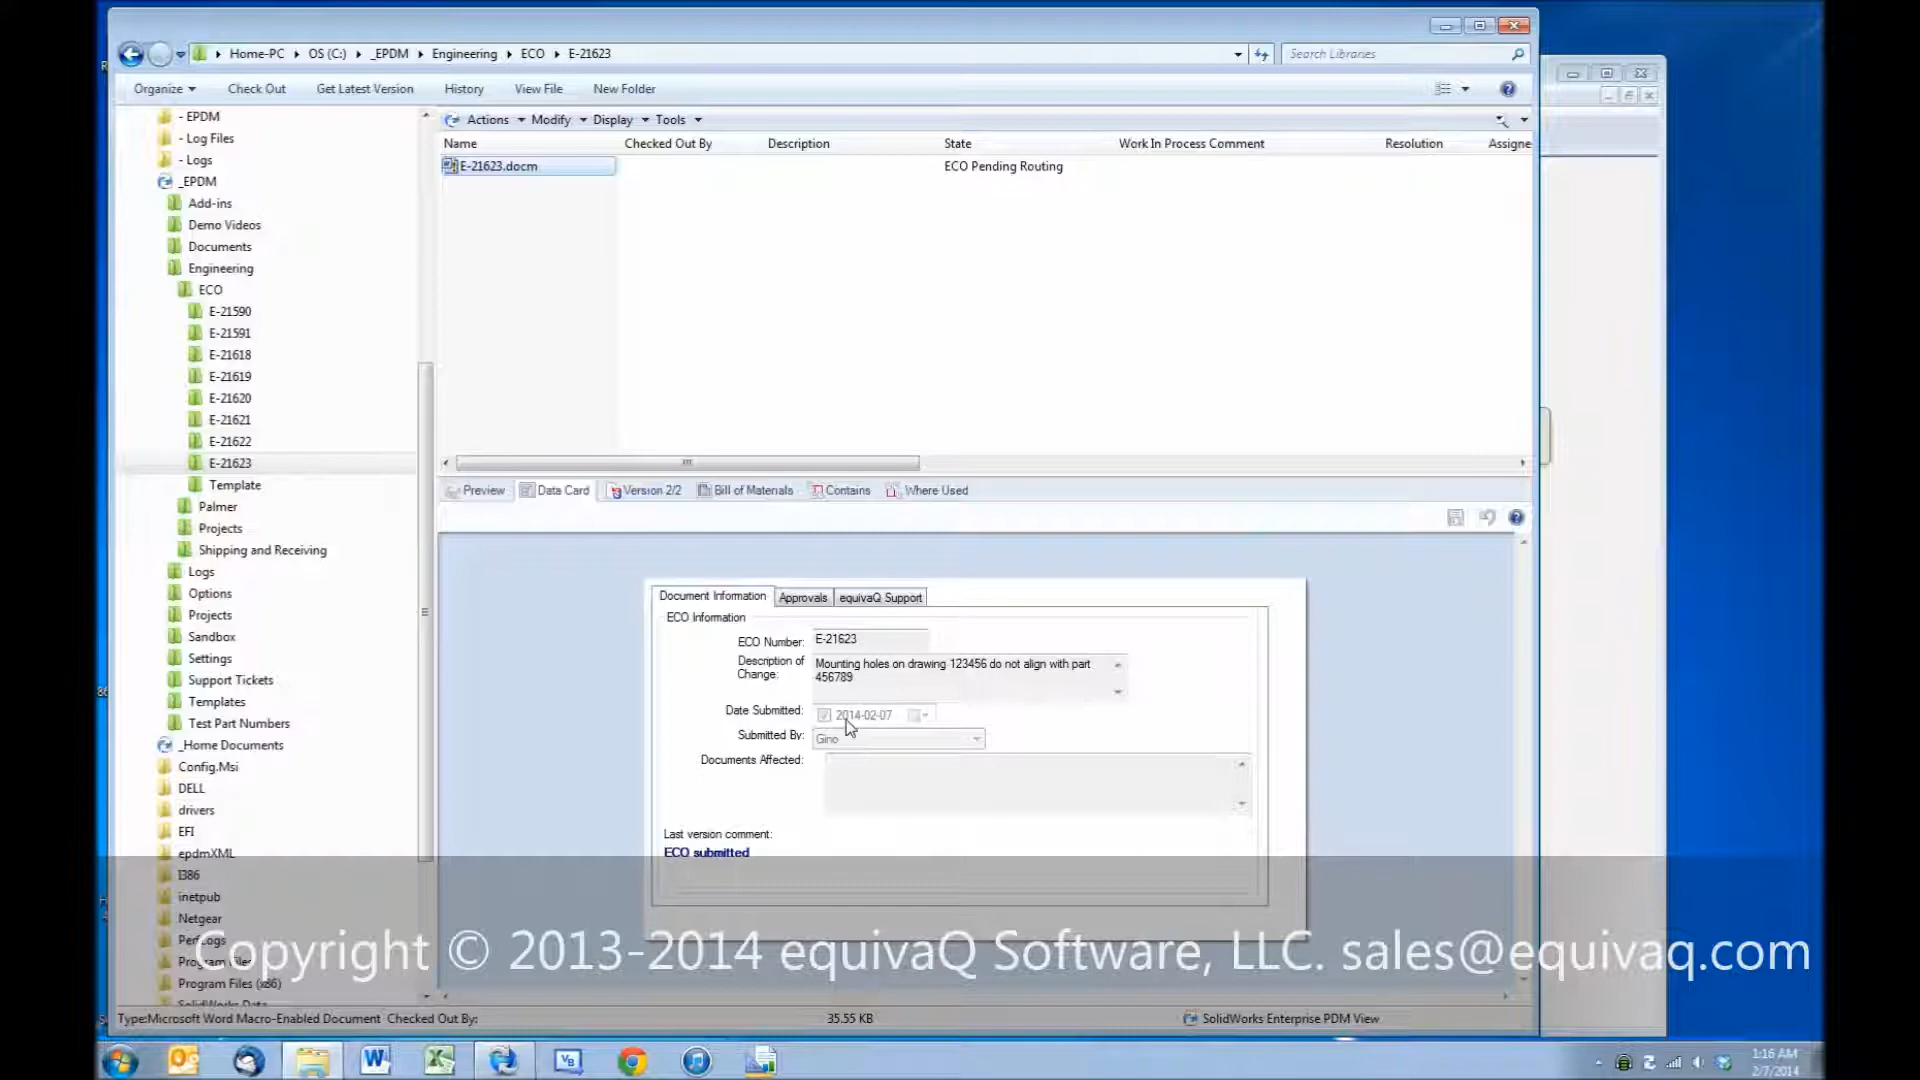 Home-PC OS (C:) _EPDM Engineering ECO E-21623
Search Libraries
Organize Check Out Get Latest Version History View File New Folder
- EPDM
- Log Files
- Logs
_EPDM
Add-ins
Demo Videos
Documents
Engineering
ECO
E-21590
E-21591
E-21618
E-21619
E-21620
E-21621
E-21622
E-21623
Template
Palmer
Projects
Shipping and Receiving
Logs
Options
Projects
Sandbox
Settings
Support Tickets
Templates
Test Part Numbers
_Home Documents
Config.Msi
DELL
drivers
EFI
epdmXML
I386
inetpub
Netgear
PerfLogs
Program Files
Program Files (x86)
SolidWorks Data
Actions Modify Display Tools
Name Checked Out By Description State Work In Process Comment Resolution Assigne
E-21623.docm ECO Pending Routing
Preview Data Card Version 2/2 Bill of Materials Contains Where Used
Document Information Approvals equivaQ Support
ECO Information
ECO Number: E-21623
Description of Change: Mounting holes on drawing 123456 do not align with part
456789
Date Submitted: 2014-02-07
Submitted By: Gino
Documents Affected:
Last version comment:
ECO submitted
Copyright © 2013-2014 equivaQ Software, LLC. sales@equivaq.com
Type:Microsoft Word Macro-Enabled Document Checked Out By: 35.55 KB SolidWorks Enterprise PDM View
1:16 AM
2/7/2014